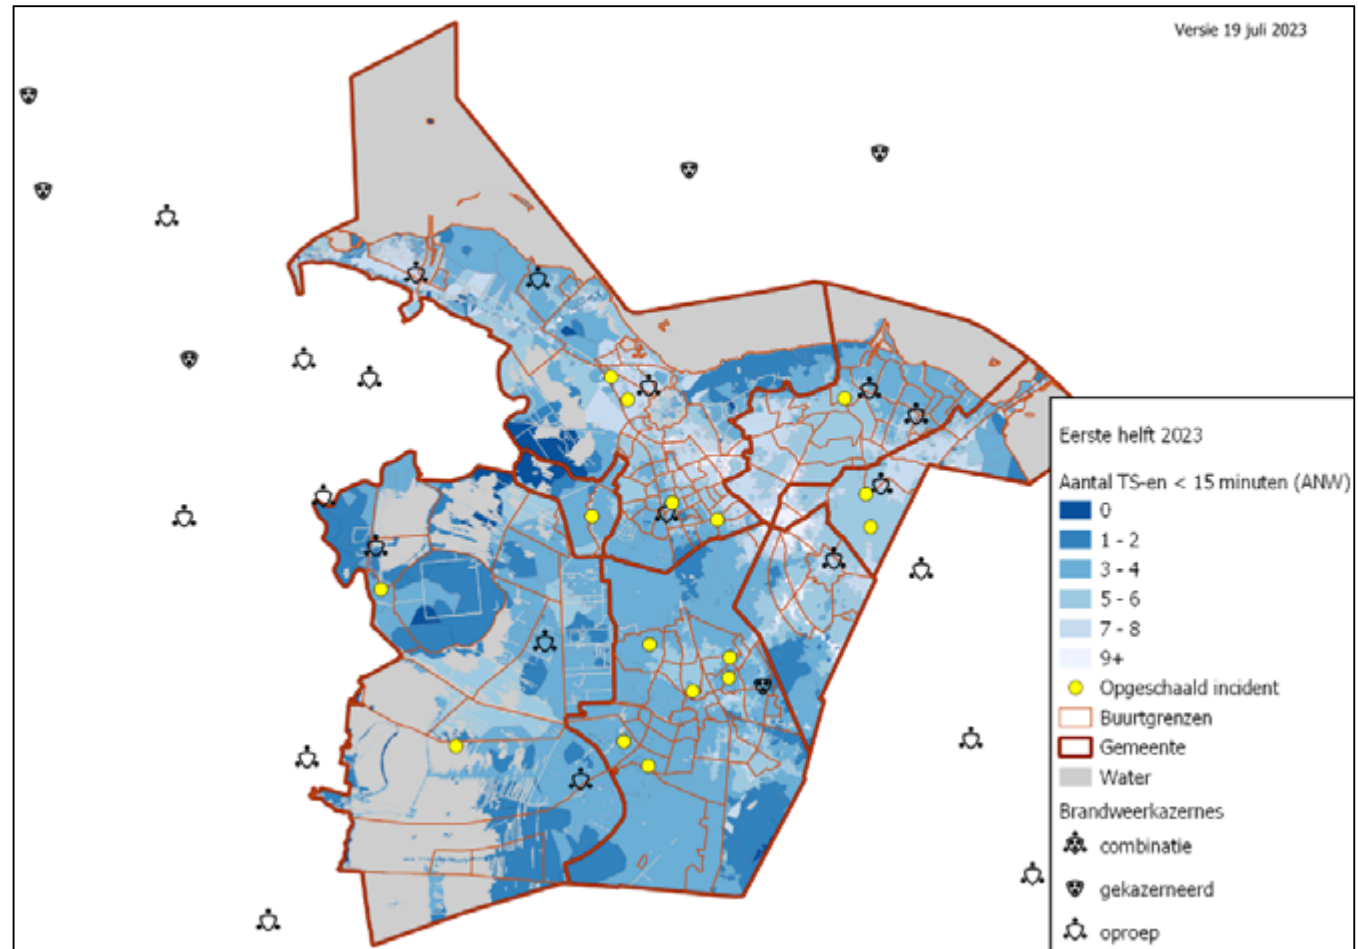 Versie 19 juli 2023
Eerste helft 2023
Aantal TS-en < 15 minuten (ANW)
0
1 - 2
3 - 4
5 - 6
7 - 8
9+
Opgeschaald incident
Buurtgrenzen
Gemeente
Water
Brandweerkazernes
combinatie
gekazerneerd
oproep